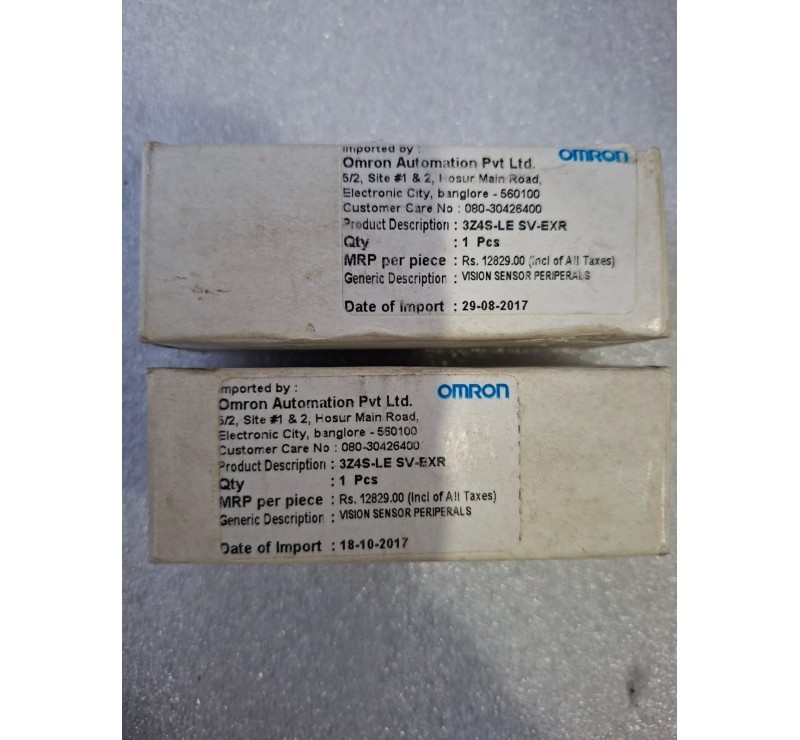 Imported by :
OMRON
Omron Automation Pvt Ltd.
5/2, Site #1 & 2, Hosur Main Road,
Electronic City, banglore - 560100
Customer Care No : 080-30426400
Product Description : 3Z4S-LE SV-EXR
Qty : 1 Pcs
MRP per piece : Rs. 12829.00 (Incl of All Taxes)
Generic Description : VISION SENSOR PERIPERALS
Date of Import : 29-08-2017
mported by :
OMRON
Omron Automation Pvt Ltd.
5/2, Site #1 & 2, Hosur Main Road,
Electronic City, banglore - 560100
Customer Care No : 080-30426400
Product Description : 3Z4S-LE SV-EXR
Qty : 1 Pcs
MRP per piece : Rs. 12829.00 (Incl of All Taxes)
Generic Description : VISION SENSOR PERIPERALS
Date of Import : 18-10-2017